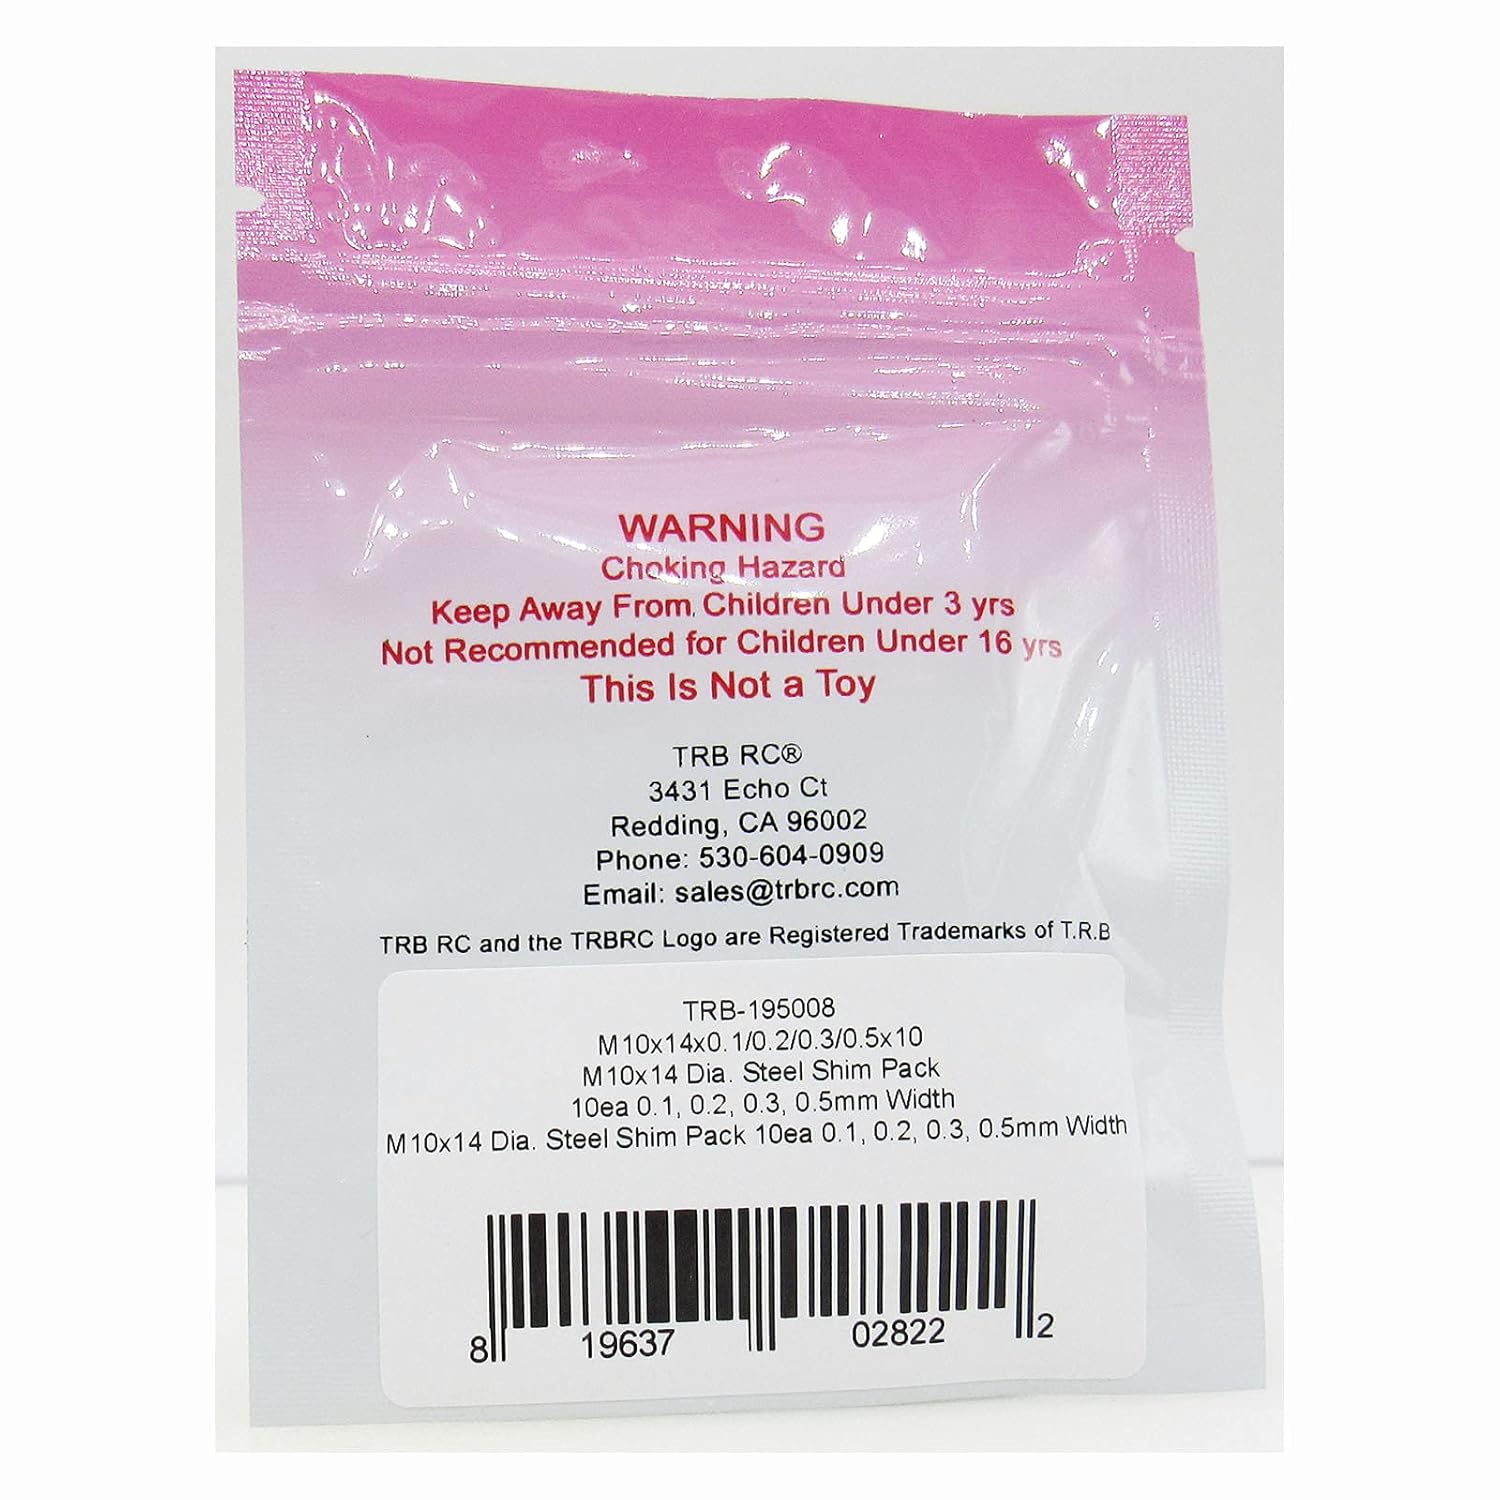 WARNING
Choking Hazard
Keep Away From Children Under 3 yrs
Not Recommended for Children Under 16 yrs
This Is Not a Toy
TRB RC®
3431 Echo Ct
Redding, CA 96002
Phone: 530-604-0909
Email: sales@trbrc.com
TRB RC and the TRBRC Logo are Registered Trademarks of T.R.B
TRB-195008
M10x14x0.1/0.2/0.3/0.5x10
M10x14 Dia. Steel Shim Pack
10ea 0.1, 0.2, 0.3, 0.5mm Width
M10x14 Dia. Steel Shim Pack 10ea 0.1, 0.2, 0.3, 0.5mm Width
8 19637 02822 2